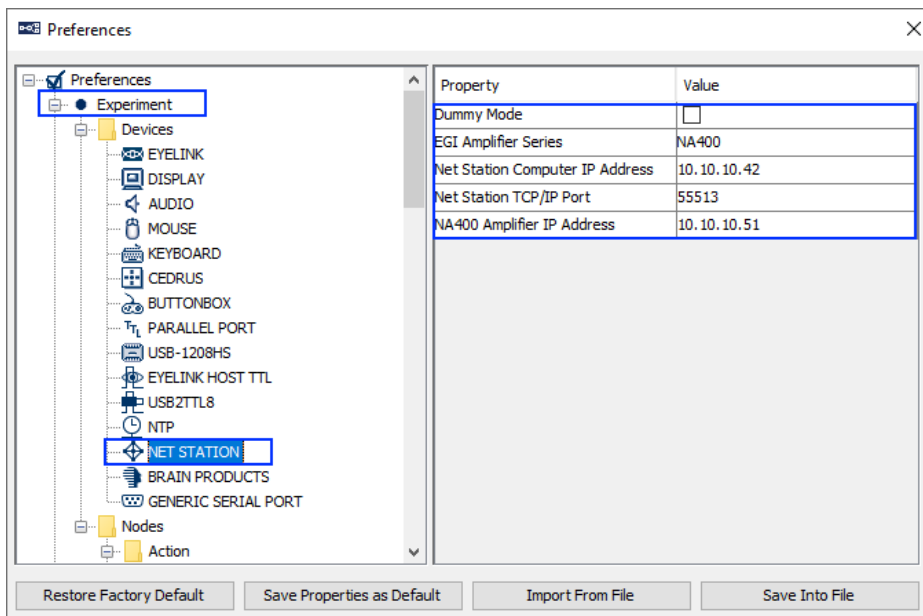 Preferences
Preferences
Experiment
Devices
EYELINK
DISPLAY
AUDIO
MOUSE
KEYBOARD
CEDRUS
BUTTONBOX
TTL PARALLEL PORT
USB-1208HS
EYELINK HOST TTL
USB2TTL8
NTP
NET STATION
BRAIN PRODUCTS
GENERIC SERIAL PORT
Nodes
Action
Property Value
Dummy Mode
EGI Amplifier Series NA400
Net Station Computer IP Address 10.10.10.42
Net Station TCP/IP Port 55513
NA400 Amplifier IP Address 10.10.10.51
Restore Factory Default Save Properties as Default Import From File Save Into File